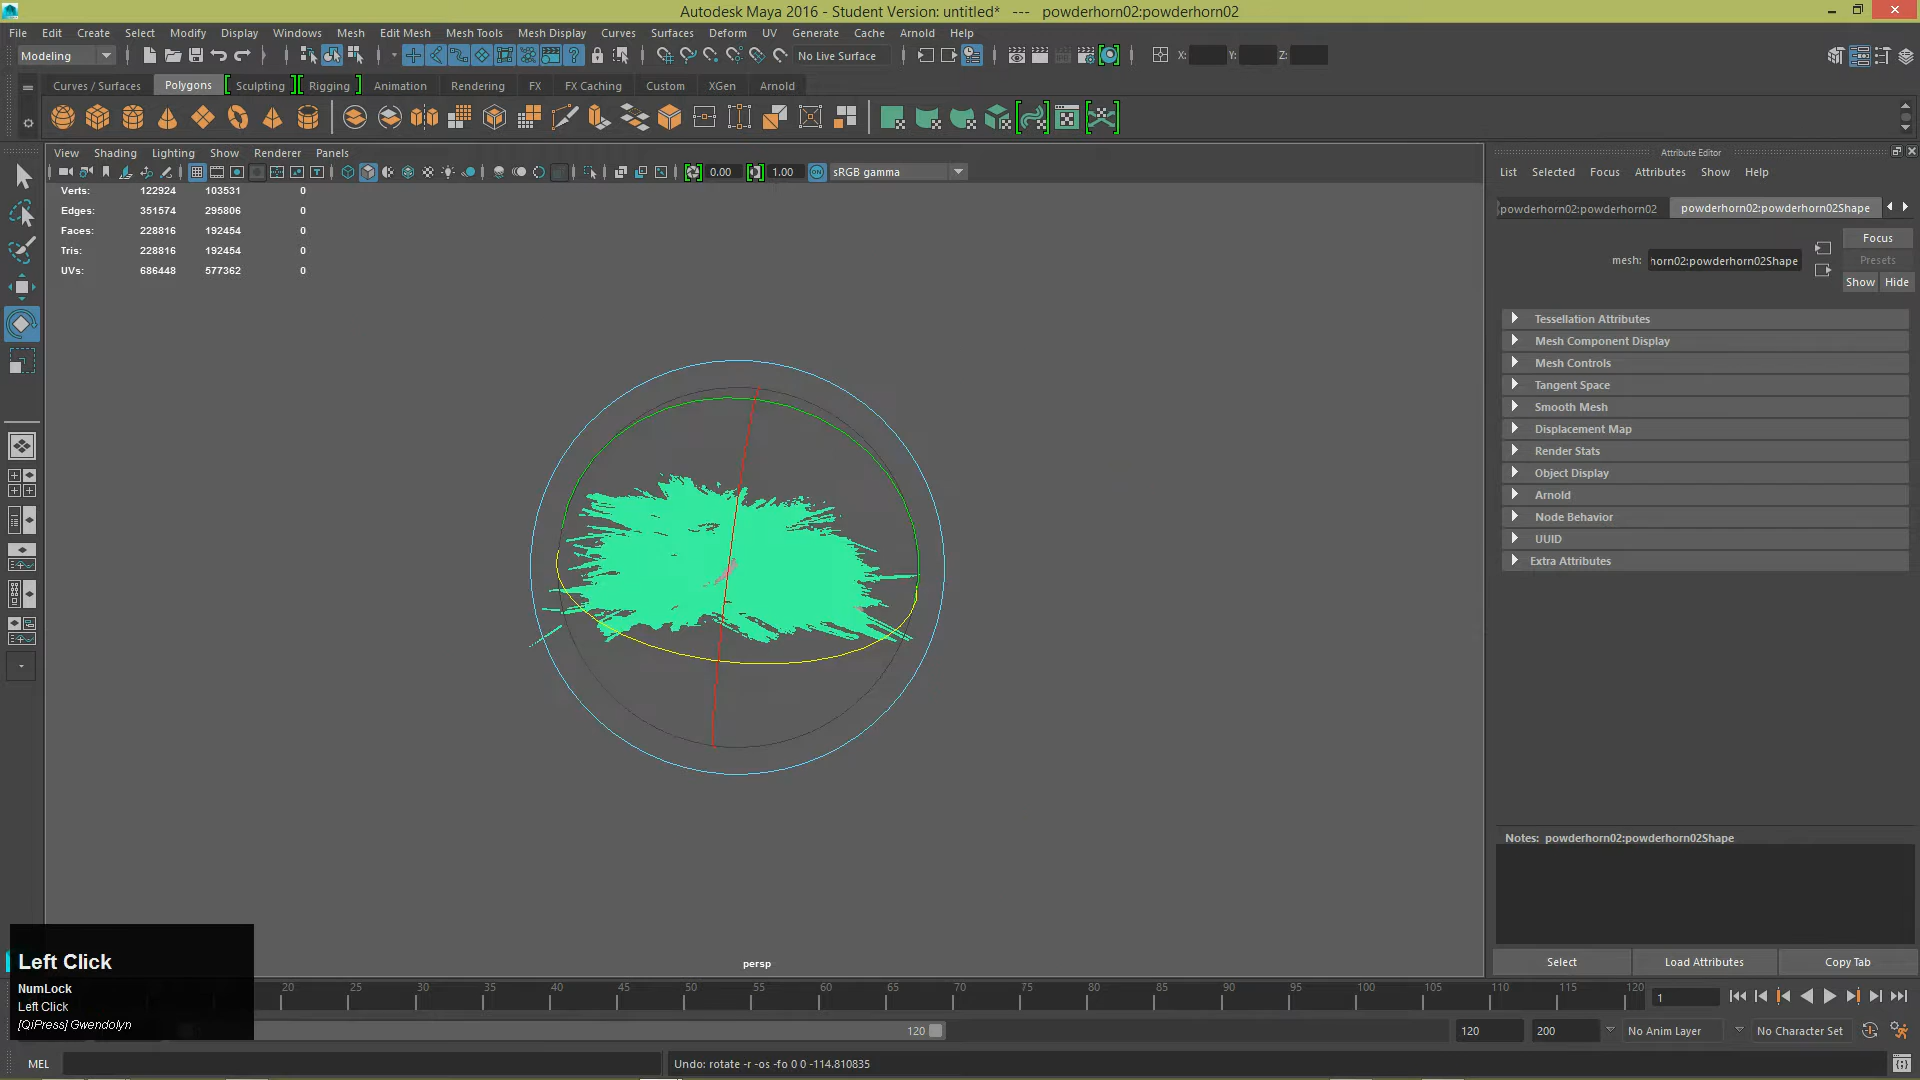 Autodesk Maya 2016 - Student Version: untitled* --- powderhorn02:powderhorn02
File Edit Create Select Modify Display Windows Mesh Edit Mesh Mesh Tools Mesh Display Curves Surfaces Deform UV Generate Cache Arnold Help
Modeling No Live Surface X: Y: Z:
Curves / Surfaces Polygons Sculpting Rigging Animation Rendering FX FX Caching Custom XGen Arnold
View Shading Lighting Show Renderer Panels
0.00 1.00 sRGB gamma
Verts: 122924 103531 0
Edges: 351574 295806 0
Faces: 228816 192454 0
Tris: 228816 192454 0
UVs: 686448 577362 0
persp
Attribute Editor
List Selected Focus Attributes Show Help
powderhorn02:powderhorn02 powderhorn02:powderhorn02Shape
Focus
mesh: horn02:powderhorn02Shape
Presets
Show Hide
Tessellation Attributes
Mesh Component Display
Mesh Controls
Tangent Space
Smooth Mesh
Displacement Map
Render Stats
Object Display
Arnold
Node Behavior
UUID
Extra Attributes
Notes: powderhorn02:powderhorn02Shape
Select Load Attributes Copy Tab
Left Click
NumLock
Left Click
[QiPress] Gwendolyn
20 25 30 35 40 45 50 55 60 65 70 75 80 85 90 95 100 105 110 115 120
1
120 120 200 No Anim Layer No Character Set
MEL Undo: rotate -r -os -fo 0 0 -114.810835